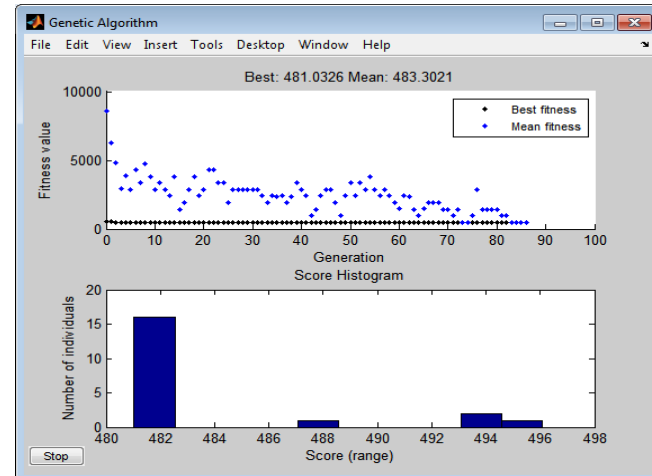 Genetic Algorithm
File Edit View Insert Tools Desktop Window Help
Best: 481.0326 Mean: 483.3021
10000
5000
0
Fitness value
Best fitness
Mean fitness
0 10 20 30 40 50 60 70 80 90 100
Generation
Score Histogram
20
15
10
5
0
Number of individuals
480 482 484 486 488 490 492 494 496 498
Score (range)
Stop